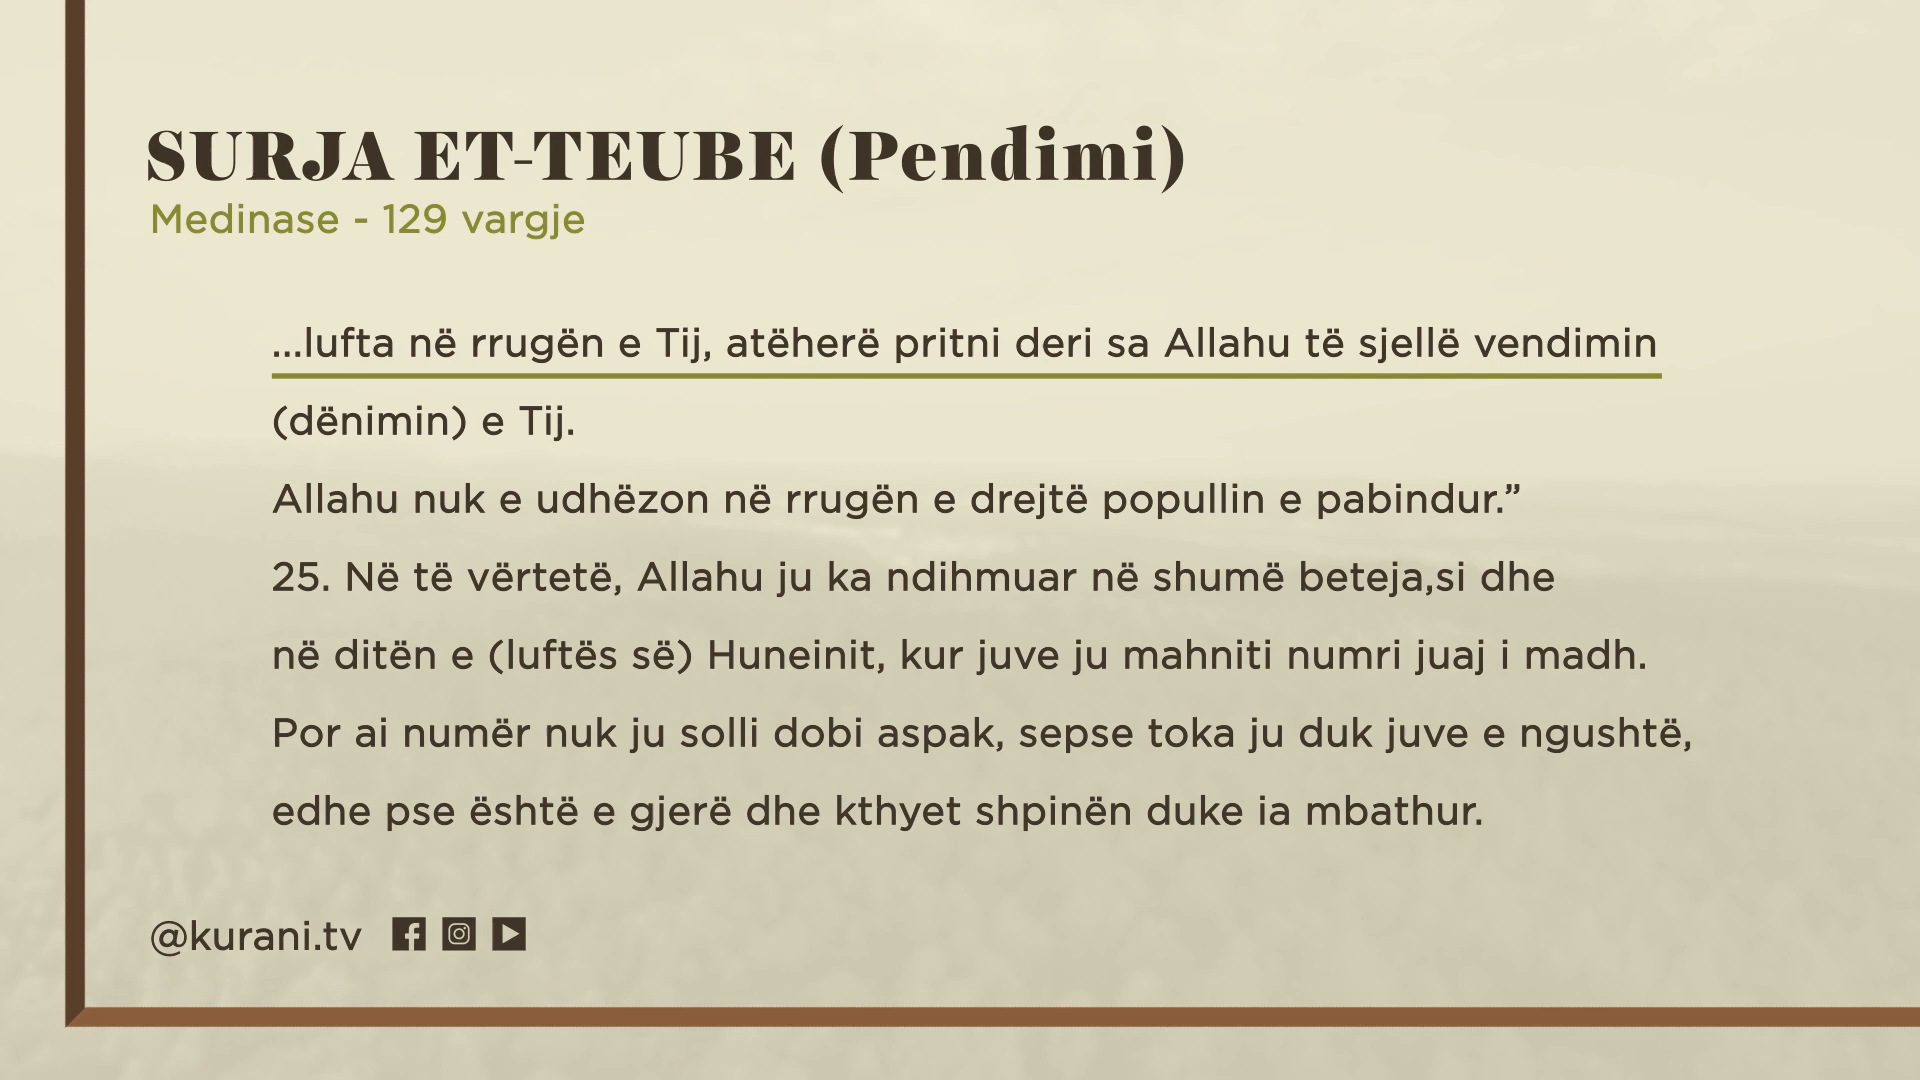 SURJA ET-TEUBE (Pendimi)
Medinase - 129 vargje
...lufta në rrugën e Tij, atëherë pritni deri sa Allahu të sjellë vendimin
(dënimin) e Tij.
Allahu nuk e udhëzon në rrugën e drejtë popullin e pabindur.”
25. Në të vërtetë, Allahu ju ka ndihmuar në shumë beteja,si dhe
në ditën e (luftës së) Huneinit, kur juve ju mahniti numri juaj i madh.
Por ai numër nuk ju solli dobi aspak, sepse toka ju duk juve e ngushtë,
edhe pse është e gjerë dhe kthyet shpinën duke ia mbathur.
@kurani.tv